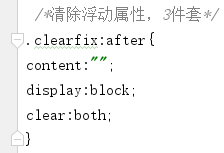 /*清除浮动属性，3件套*/
.clearfix:after{
content:"";
display:block;
clear:both;
}